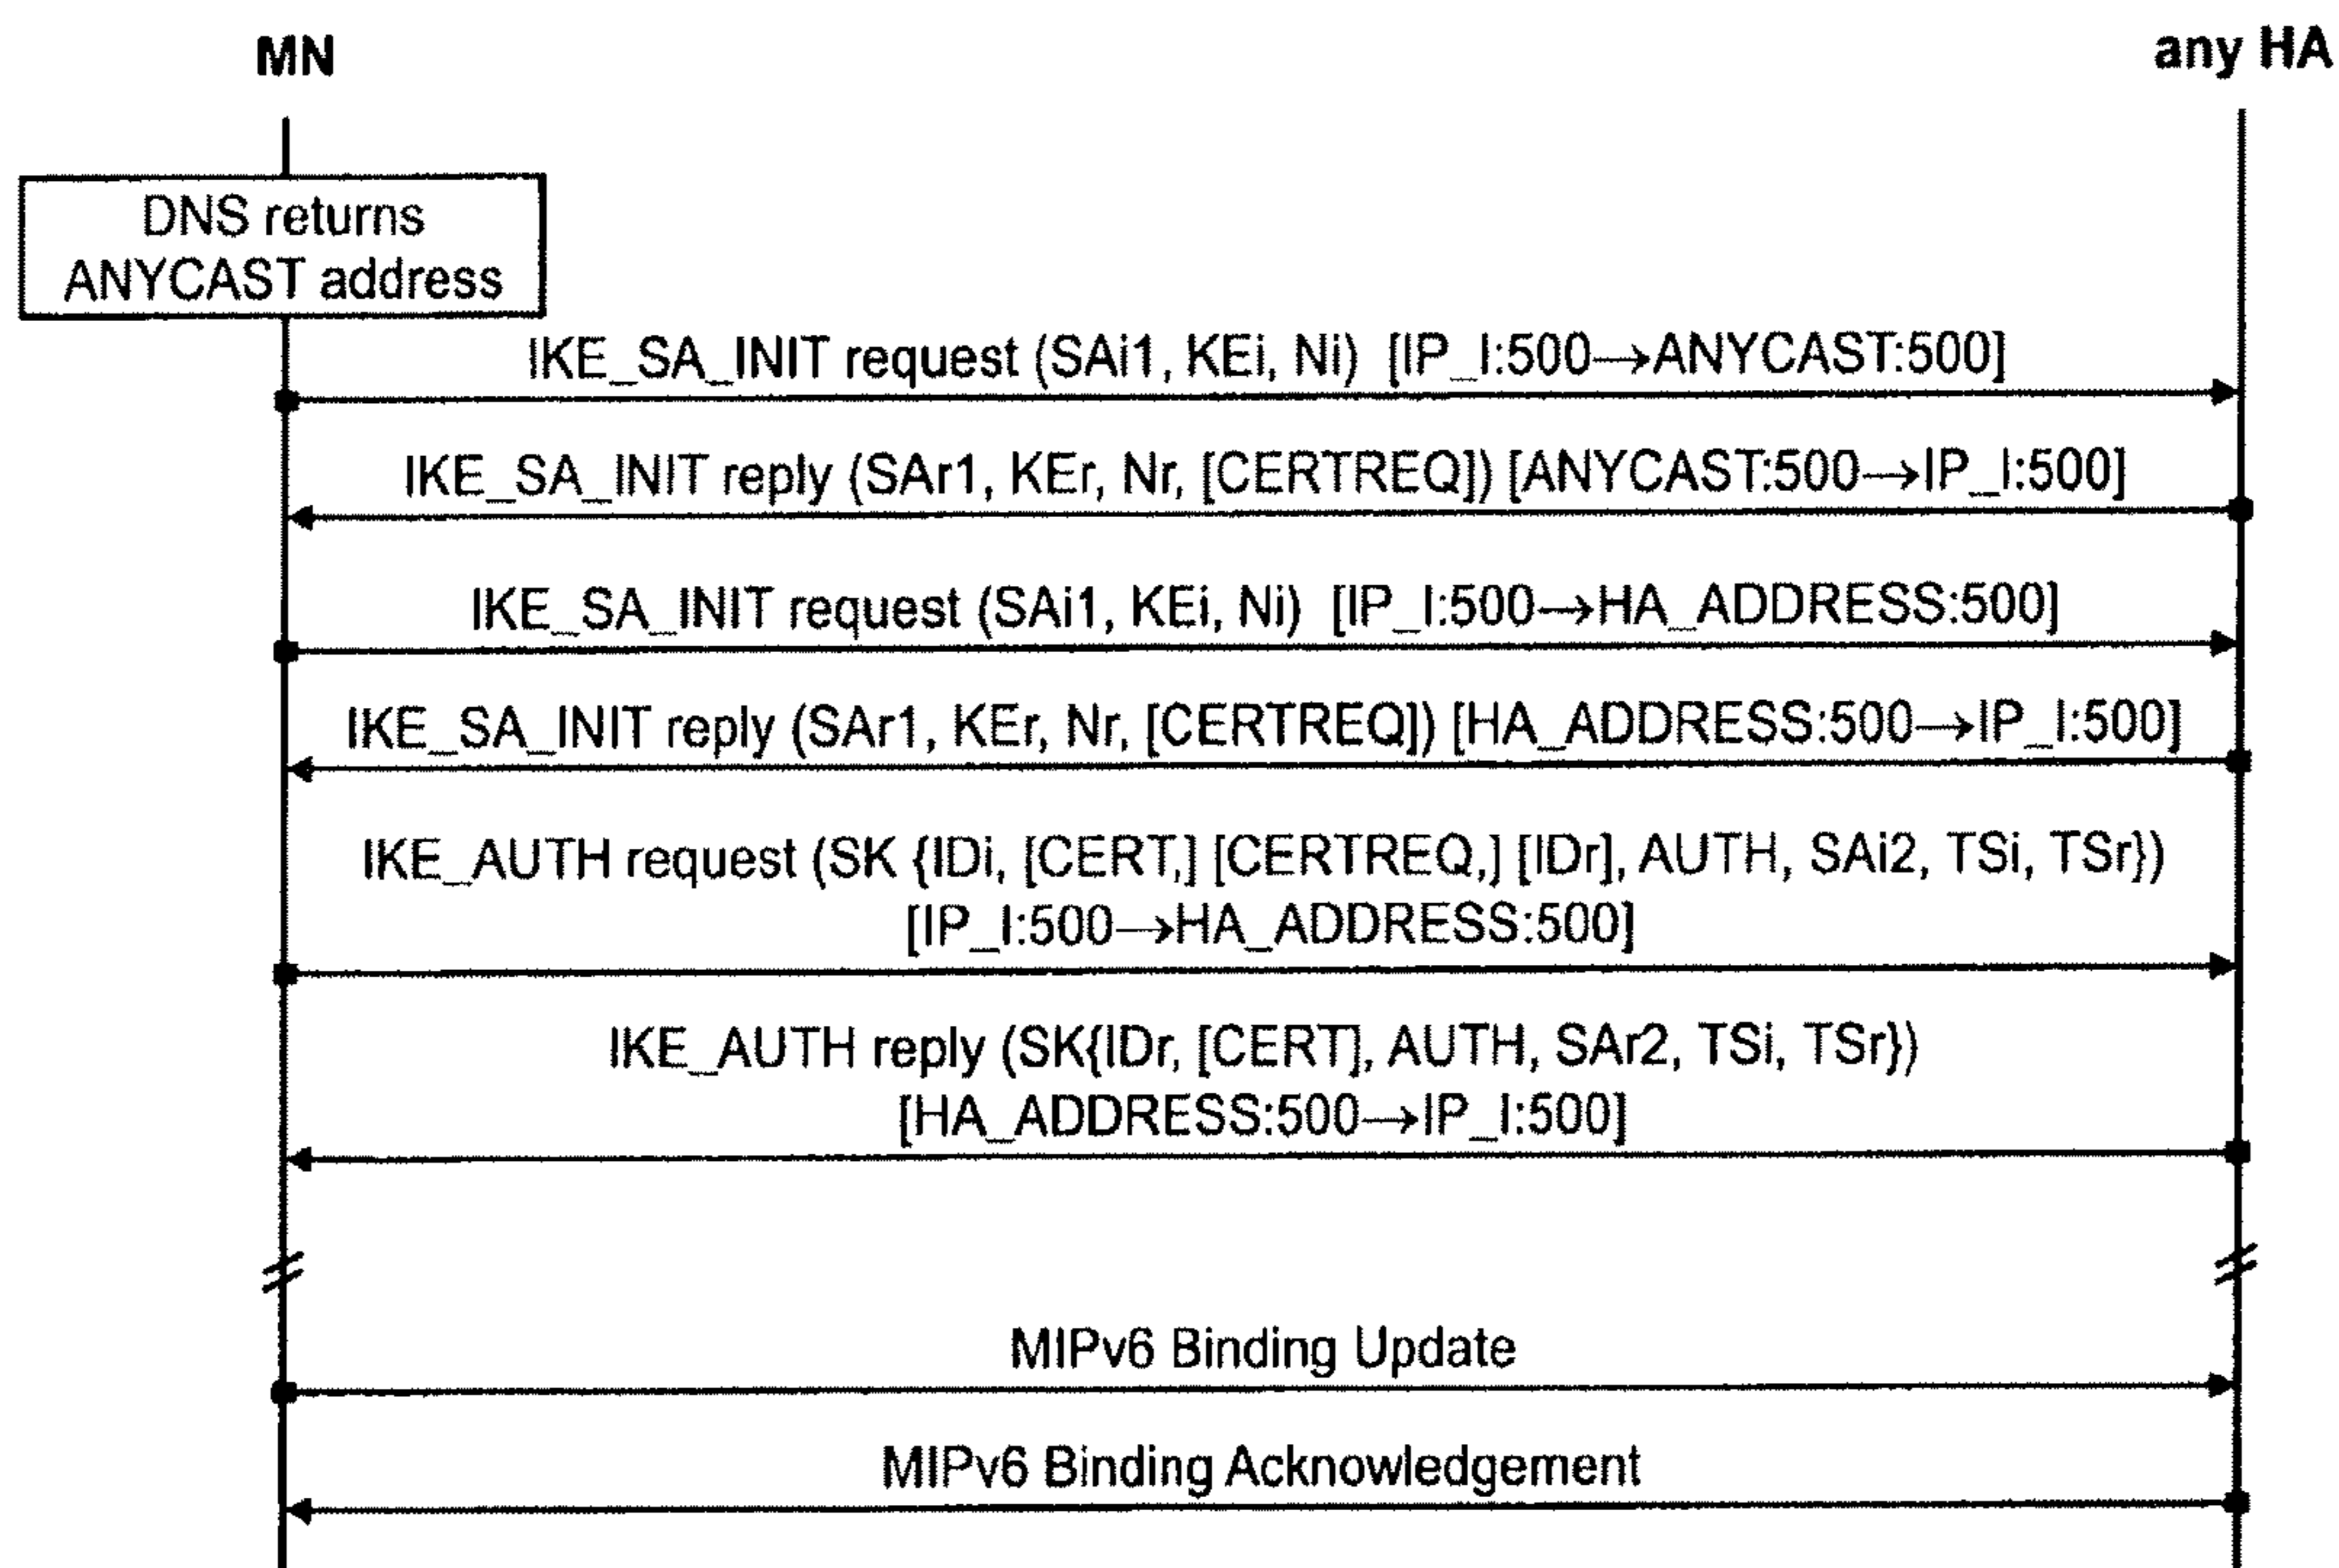 MN
any HA
DNS returns
ANYCAST address
IKE_SA_INIT request (SAi1, KEi, Ni) [IP_I:500→ANYCAST:500]
IKE_SA_INIT reply (SAr1, KEr, Nr, [CERTREQ]) [ANYCAST:500→IP_I:500]
IKE_SA_INIT request (SAi1, KEi, Ni) [IP_I:500→HA_ADDRESS:500]
IKE_SA_INIT reply (SAr1, KEr, Nr, [CERTREQ]) [HA_ADDRESS:500→IP_I:500]
IKE_AUTH request (SK {IDi, [CERT,] [CERTREQ,] [IDr], AUTH, SAi2, TSi, TSr})
[IP_I:500→HA_ADDRESS:500]
IKE_AUTH reply (SK{IDr, [CERT], AUTH, SAr2, TSi, TSr})
[HA_ADDRESS:500→IP_I:500]
MIPv6 Binding Update
MIPv6 Binding Acknowledgement